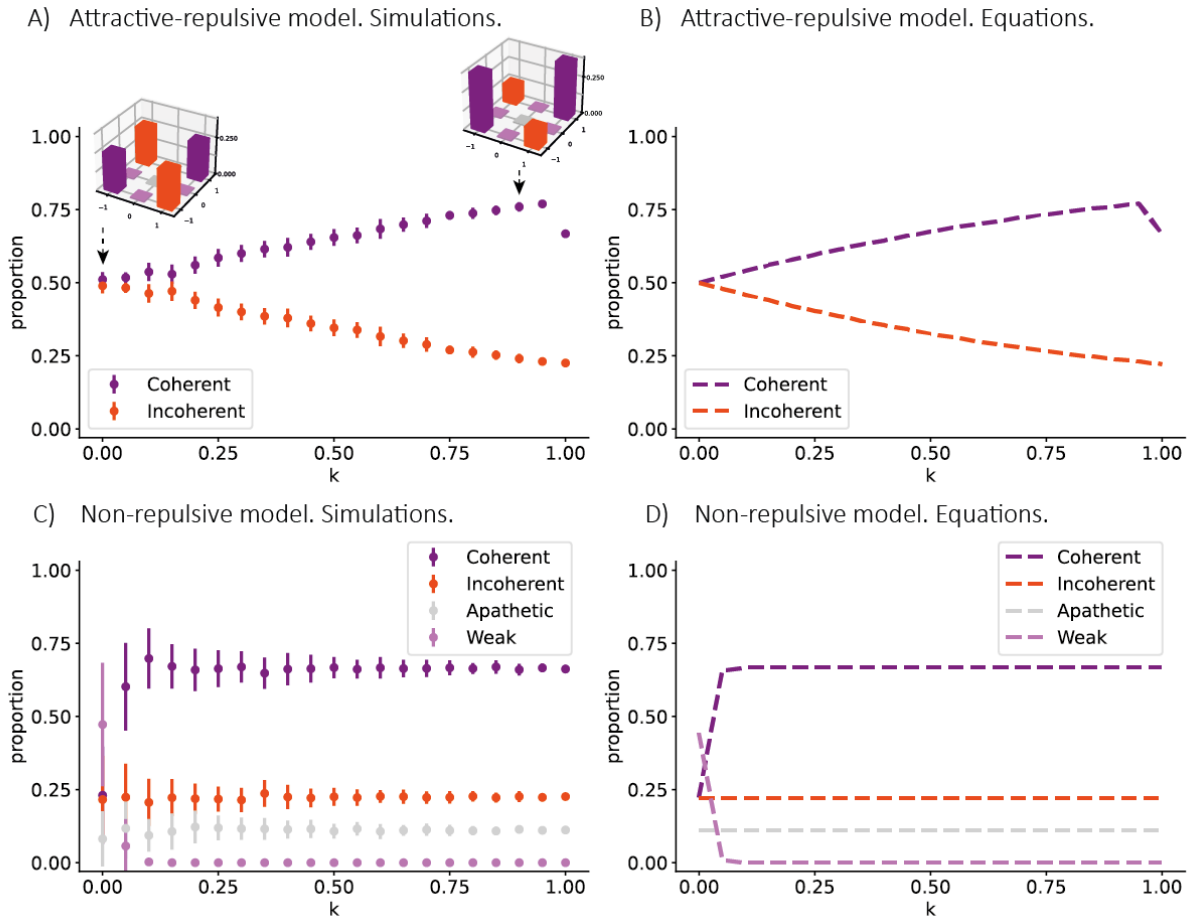 A) Attractive-repulsive model. Simulations.
B) Attractive-repulsive model. Equations.
0.250
0.000
−1
0
1
−1
0
1
0.250
0.000
−1
0
1
−1
0
1
1.00
0.75
0.50
0.25
0.00
proportion
Coherent
Incoherent
0.00 0.25 0.50 0.75 1.00
k
1.00
0.75
0.50
0.25
0.00
proportion
Coherent
Incoherent
0.00 0.25 0.50 0.75 1.00
k
C) Non-repulsive model. Simulations.
D) Non-repulsive model. Equations.
1.00
0.75
0.50
0.25
0.00
proportion
Coherent
Incoherent
Apathetic
Weak
0.00 0.25 0.50 0.75 1.00
k
1.00
0.75
0.50
0.25
0.00
proportion
Coherent
Incoherent
Apathetic
Weak
0.00 0.25 0.50 0.75 1.00
k